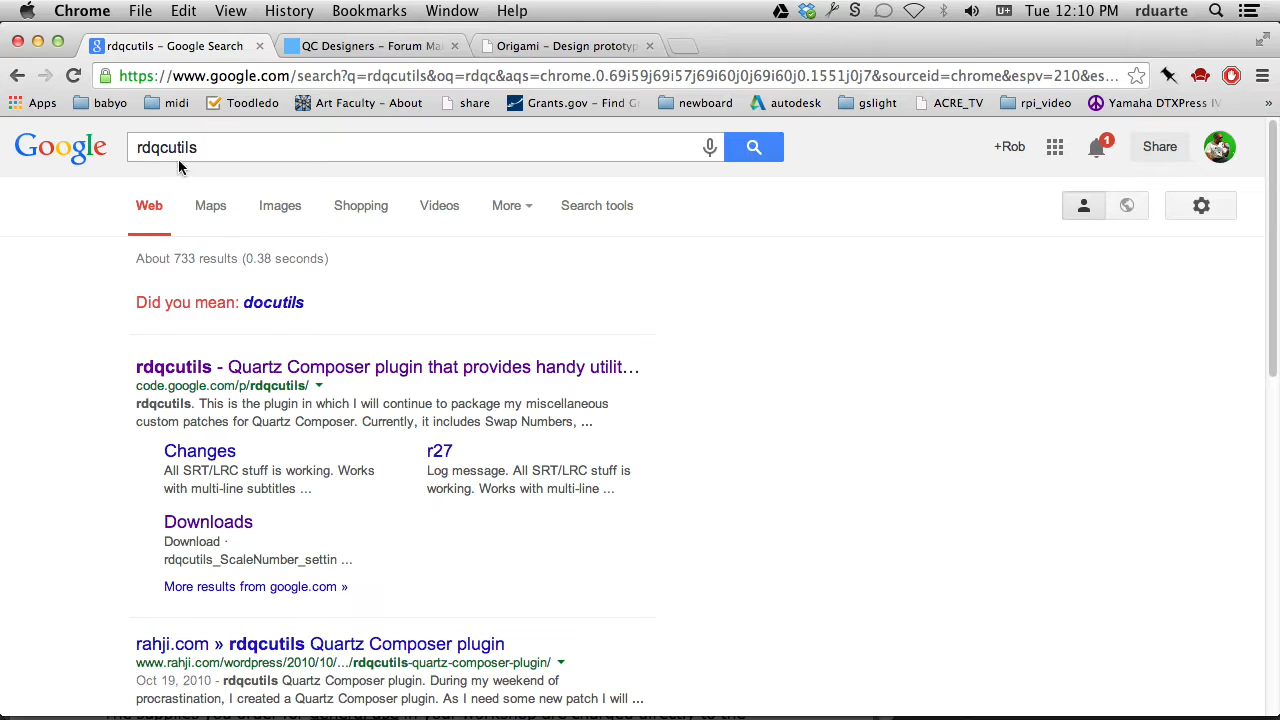 Chrome File Edit View History Bookmarks Window Help Tue 12:10 PM rduarte
rdqcutils – Google Search QC Designers – Forum Ma Origami – Design prototyp
https://www.google.com/search?q=rdqcutils&oq=rdqc&aqs=chrome.0.69i59j69i57j69i60j0j69i60j0.1551j0j7&sourceid=chrome&espv=210&es...
Apps babyo midi Toodledo Art Faculty – About share Grants.gov – Find G newboard autodesk gslight ACRE_TV rpi_video Yamaha DTXPress IV »
Google rdqcutils +Rob 1 Share
Web Maps Images Shopping Videos More Search tools
About 733 results (0.38 seconds)
Did you mean: docutils
rdqcutils - Quartz Composer plugin that provides handy utilit...
code.google.com/p/rdqcutils/
rdqcutils. This is the plugin in which I will continue to package my miscellaneous
custom patches for Quartz Composer. Currently, it includes Swap Numbers, ...
Changes
All SRT/LRC stuff is working. Works
with multi-line subtitles ...
r27
Log message. All SRT/LRC stuff is
working. Works with multi-line ...
Downloads
Download ·
rdqcutils_ScaleNumber_settin ...
More results from google.com »
rahji.com » rdqcutils Quartz Composer plugin
www.rahji.com/wordpress/2010/10/.../rdqcutils-quartz-composer-plugin/
Oct 19, 2010 - rdqcutils Quartz Composer plugin. During my weekend of
procrastination, I created a Quartz Composer plugin. As I need some new patch I will ...